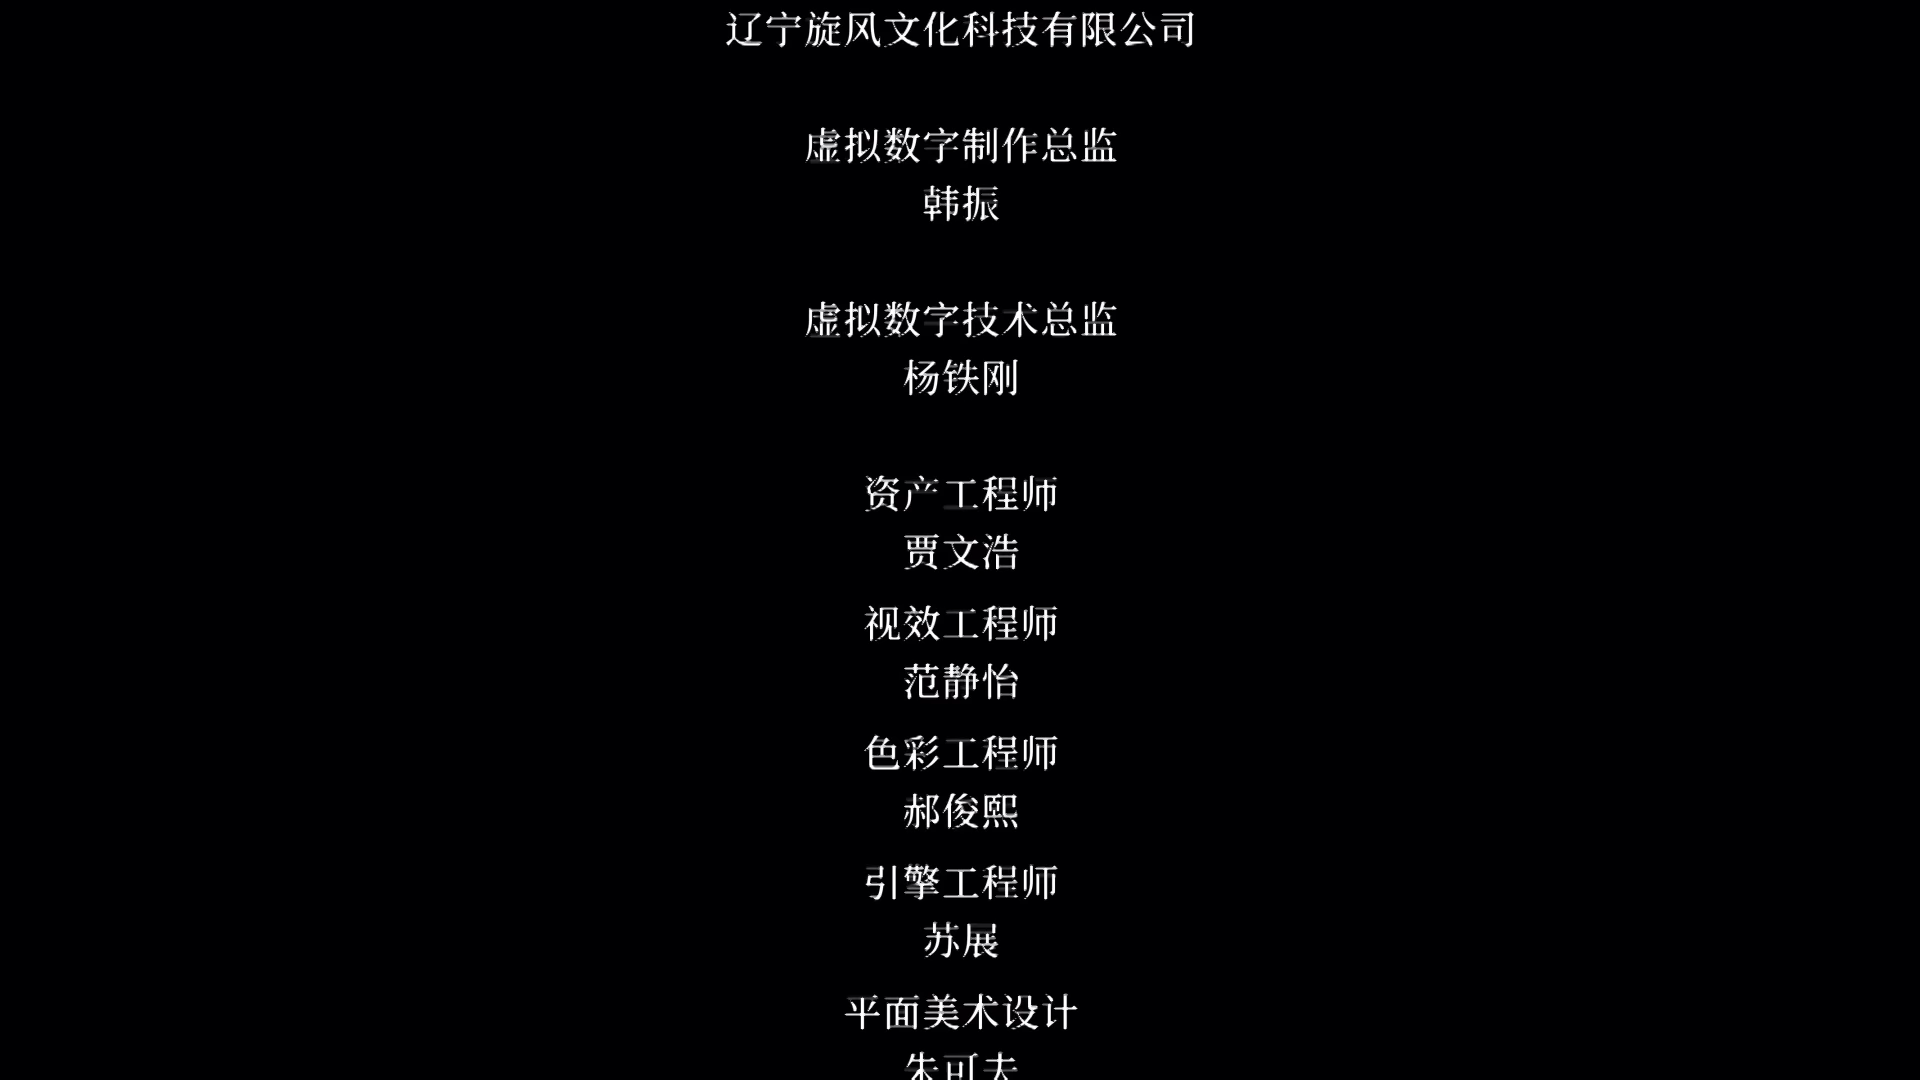 辽宁旋风文化科技有限公司
虚拟数字制作总监
韩振
虚拟数字技术总监
杨铁刚
资产工程师
贾文浩
视效工程师
范静怡
色彩工程师
郝俊熙
引擎工程师
苏展
平面美术设计
朱可夫